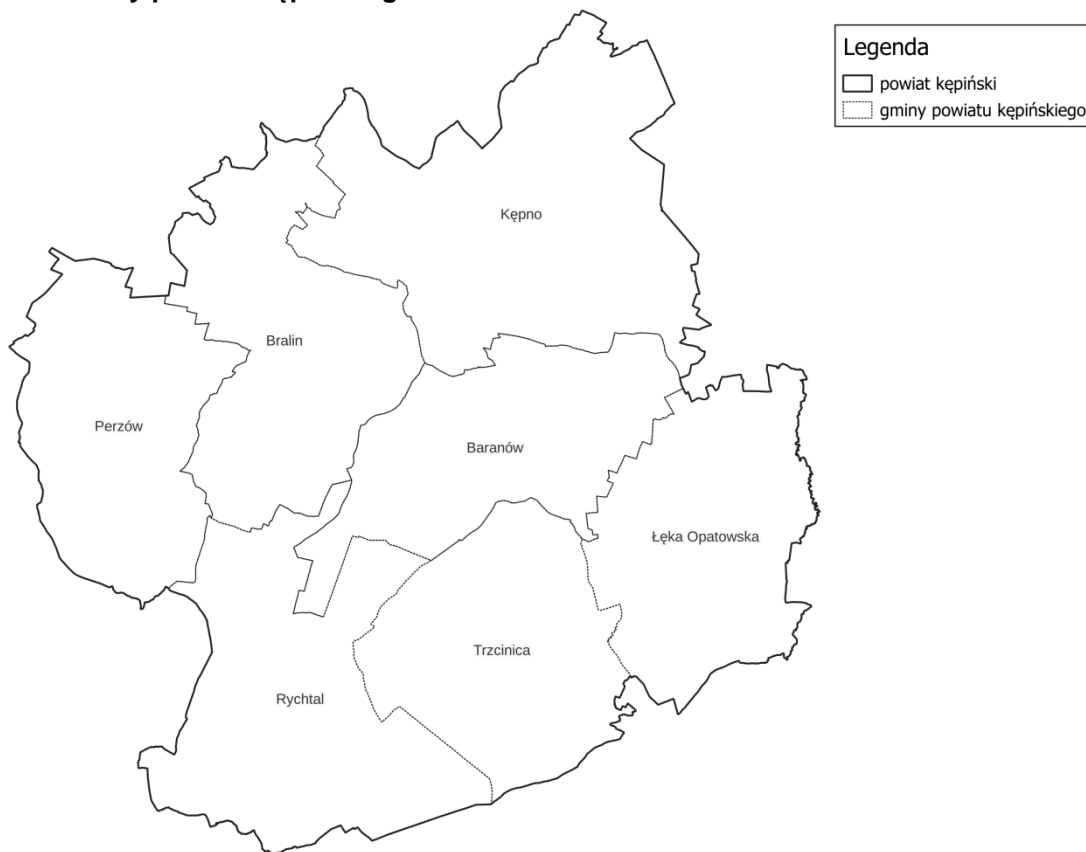 Legenda
powiat kępiński
gminy powiatu kępińskiego
Kępno
Bralin
Perzów
Baranów
Łęka Opatowska
Trzcinica
Rychtal